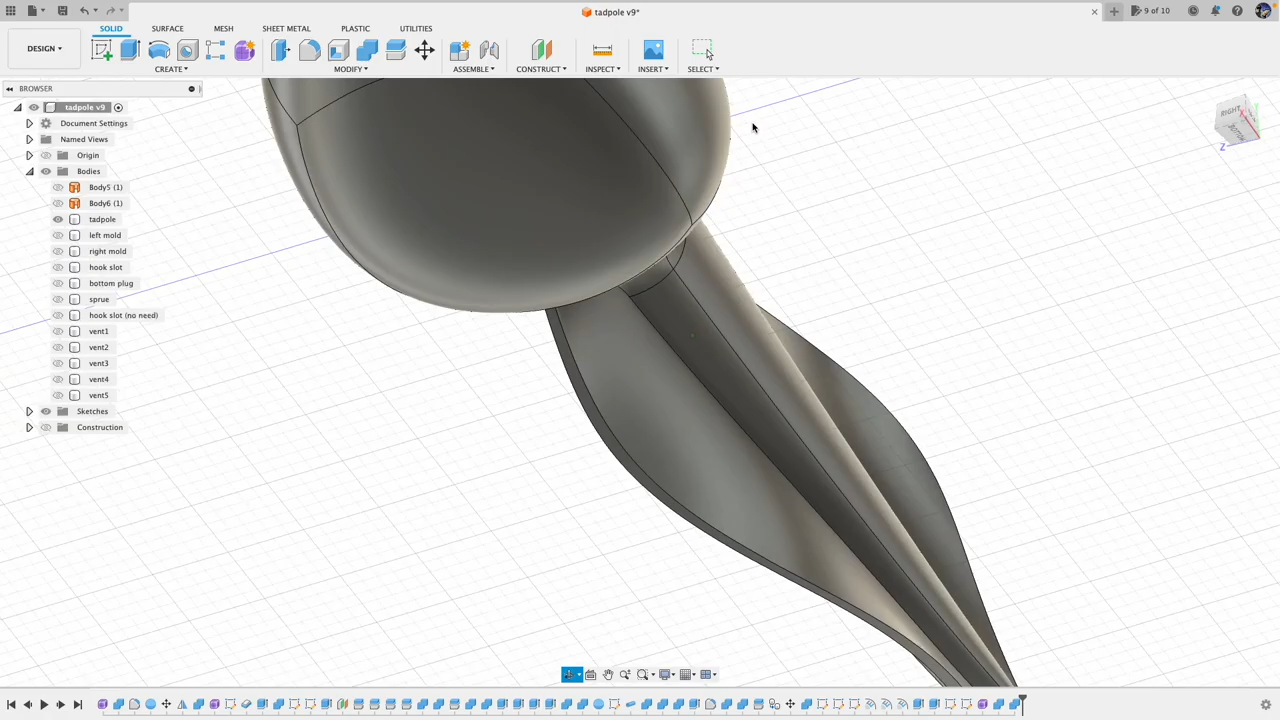 tadpole v9*
9 of 10
DESIGN
SOLID SURFACE MESH SHEET METAL PLASTIC UTILITIES
CREATE MODIFY ASSEMBLE CONSTRUCT INSPECT INSERT SELECT
BROWSER
tadpole v9
Document Settings
Named Views
Origin
Bodies
Body5 (1)
Body6 (1)
tadpole
left mold
right mold
hook slot
bottom plug
sprue
hook slot (no need)
vent1
vent2
vent3
vent4
vent5
Sketches
Construction
RIGHT
BOTTOM
Z